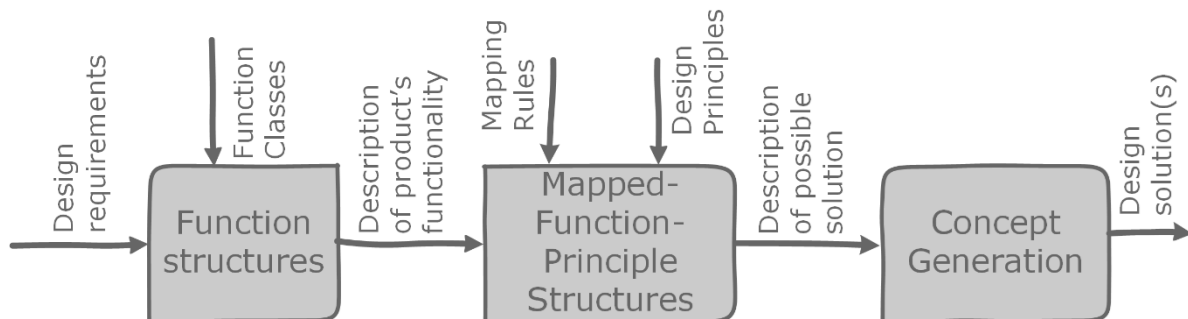 Design
requirements
Function
Classes
Function
structures
Description
of product's
functionality
Mapping
Rules
Design
Principles
Mapped-
Function-
Principle
Structures
Description
of possible
solution
Concept
Generation
Design
solution(s)